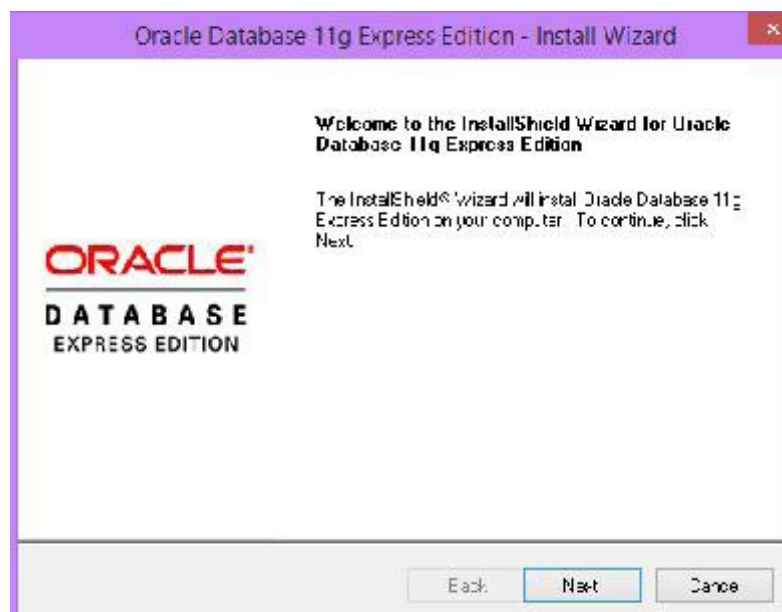 Oracle Database 11g Express Edition - Install Wizard
Welcome to the InstallShield Wizard for Oracle
Database 11g Express Edition
The InstallShield® Wizard will install Oracle Database 11g
Express Edition on your computer. To continue, click
Next.
ORACLE
DATABASE
EXPRESS EDITION
Back
Next
Cancel